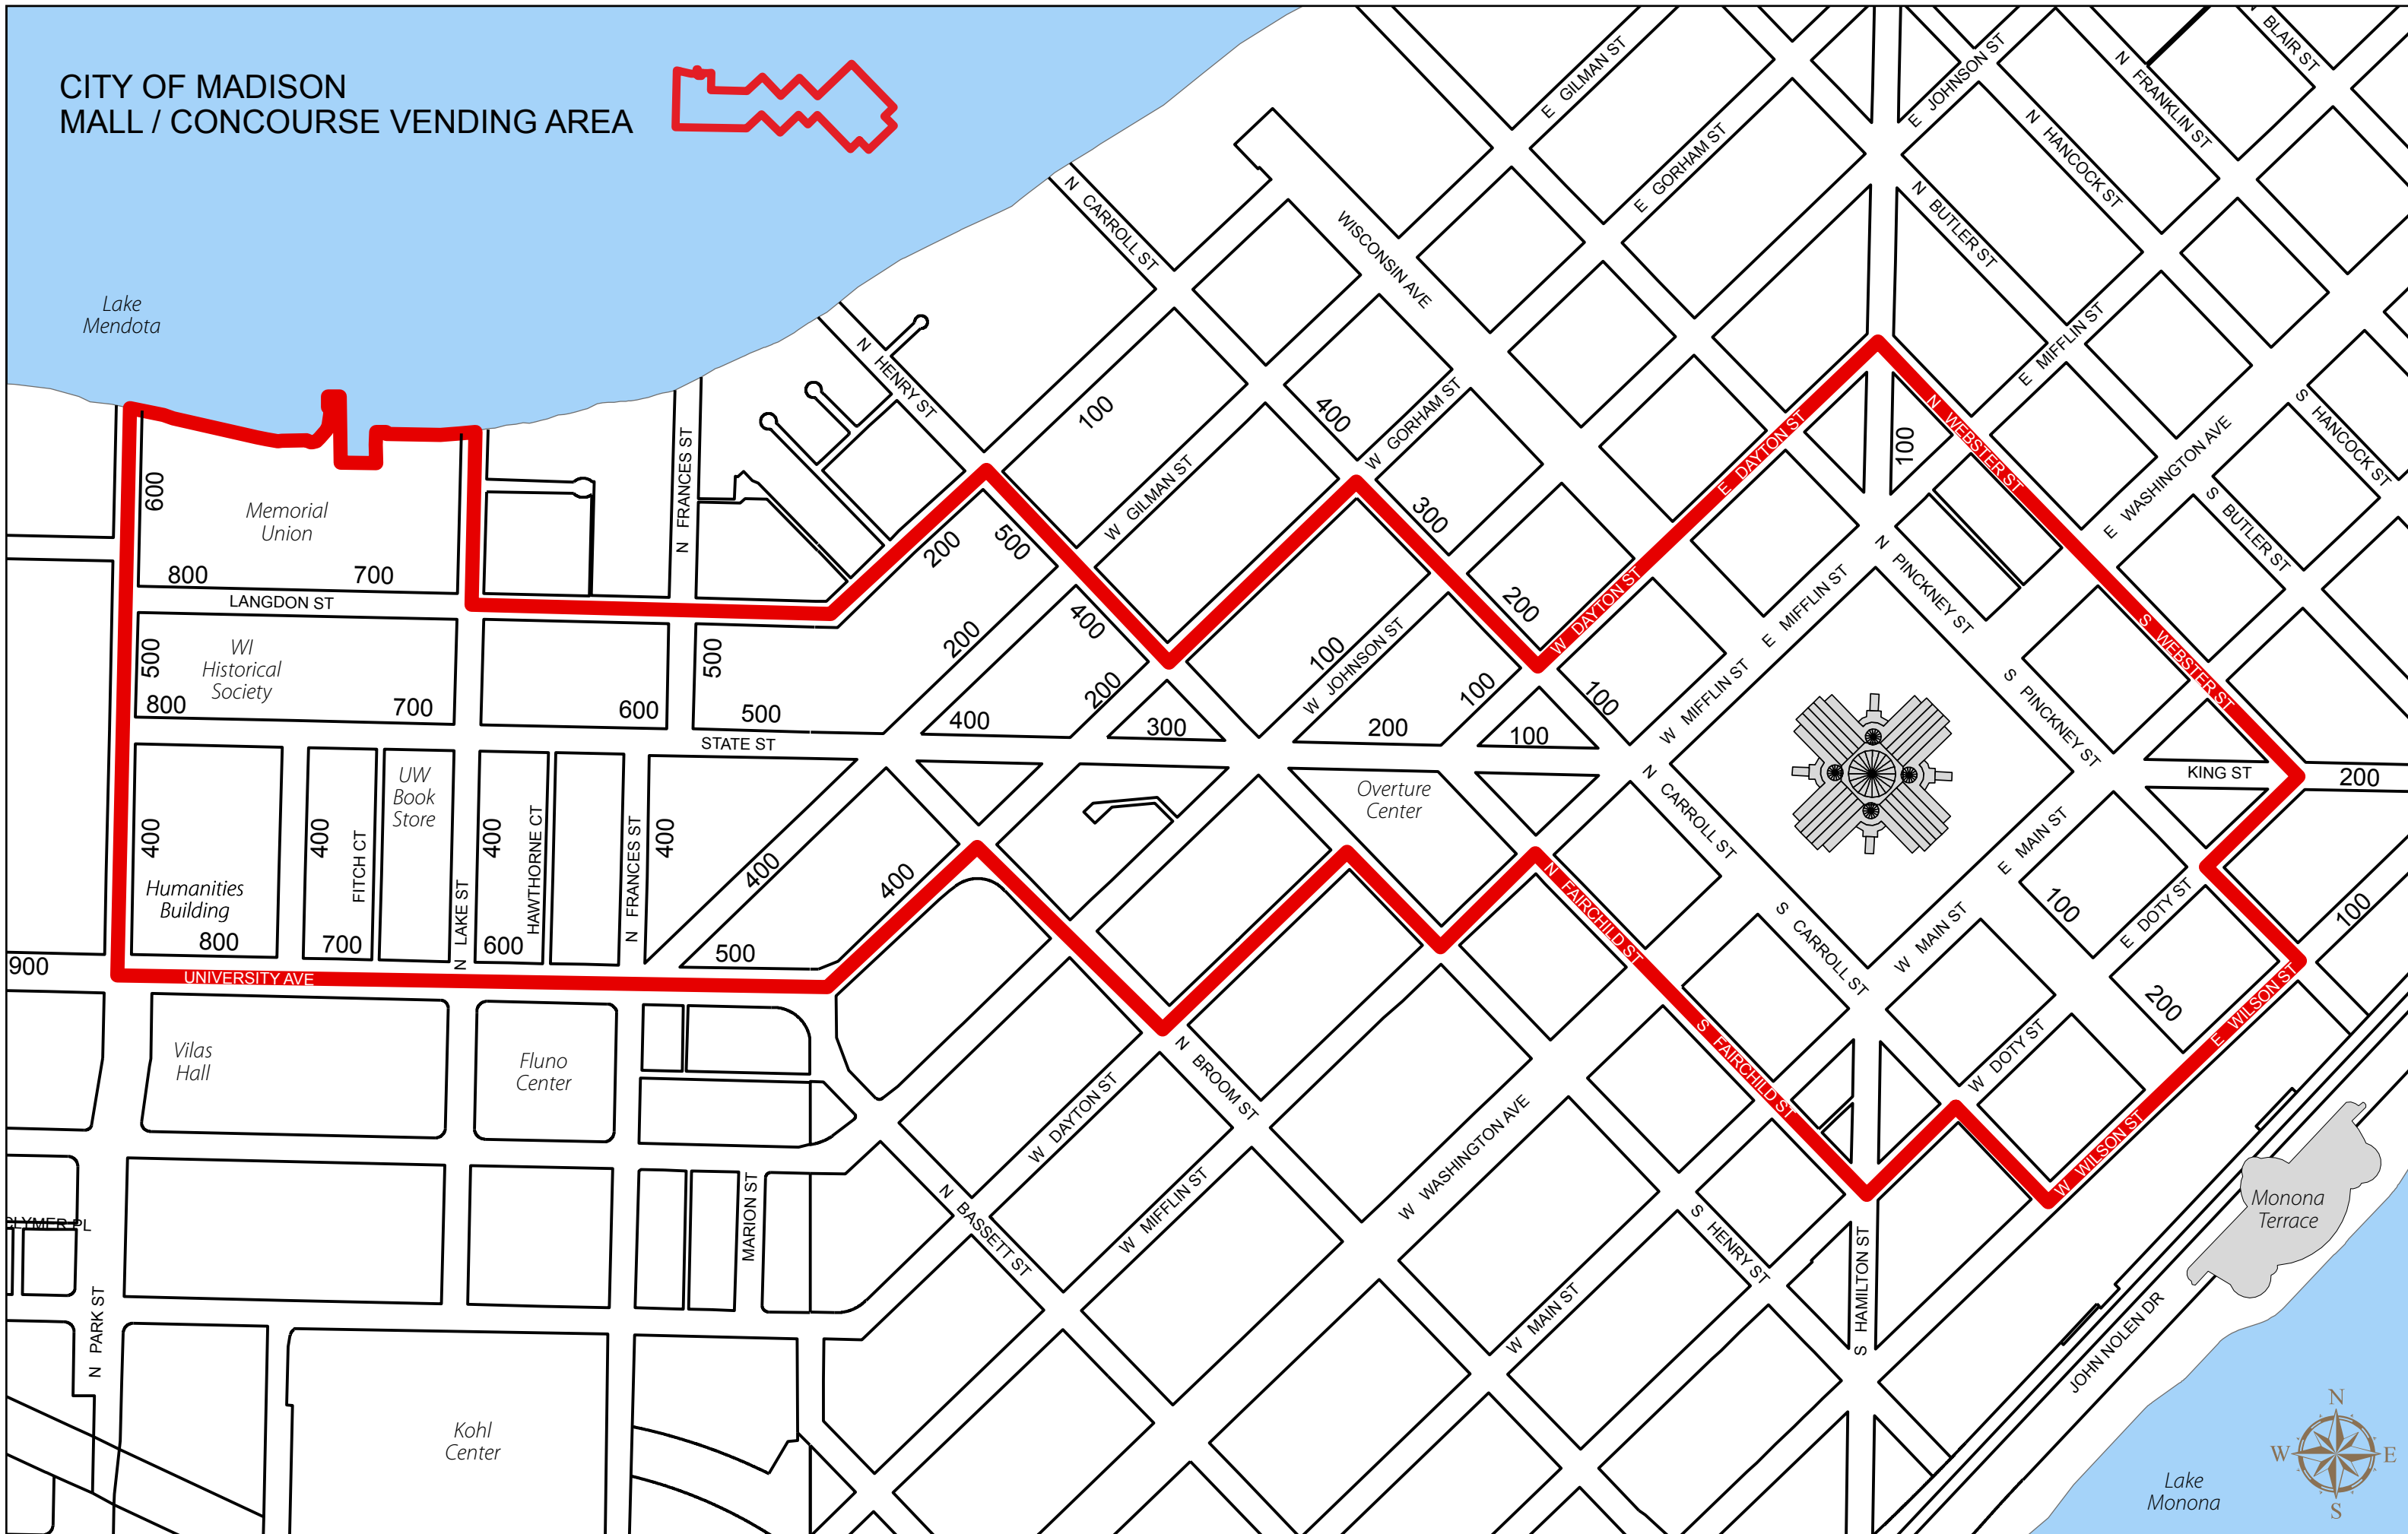 CITY OF MADISON
MALL / CONCOURSE VENDING AREA
Lake
Mendota
N BLAIR ST
N FRANKLIN ST
E JOHNSON ST
E GILMAN ST
N HANCOCK ST
E GORHAM ST
N BUTLER ST
N CARROLL ST
WISCONSIN AVE
E MIFFLIN ST
N HENRY ST
100
400
W GORHAM ST
E DAYTON ST
N WEBSTER ST
100
S HANCOCK ST
E WASHINGTON AVE
N FRANCES ST
W GILMAN ST
600
Memorial
Union
300
S BUTLER ST
200
500
N PINCKNEY ST
800
700
LANGDON ST
W DAYTON ST
200
E MIFFLIN ST
400
500
WI
Historical
Society
500
200
100
W JOHNSON ST
S WEBSTER ST
200
100
100
W MIFFLIN ST
S PINCKNEY ST
800
700
600
500
400
300
200
100
STATE ST
KING ST
200
UW
Book
Store
Overture
Center
N CARROLL ST
400
400
FITCH CT
400
HAWTHORNE CT
N FRANCES ST
400
400
400
E MAIN ST
Humanities
Building
N LAKE ST
N FAIRCHILD ST
S CARROLL ST
W MAIN ST
100
E DOTY ST
100
800
700
600
500
900
UNIVERSITY AVE
200
E WILSON ST
Vilas
Hall
Fluno
Center
N BROOM ST
W DAYTON ST
S FAIRCHILD ST
W DOTY ST
W WASHINGTON AVE
W WILSON ST
Monona
Terrace
CLYMER PL
MARION ST
N BASSETT ST
W MIFFLIN ST
S HENRY ST
S HAMILTON ST
N PARK ST
W MAIN ST
JOHN NOLEN DR
Kohl
Center
Lake
Monona
N
W
E
S